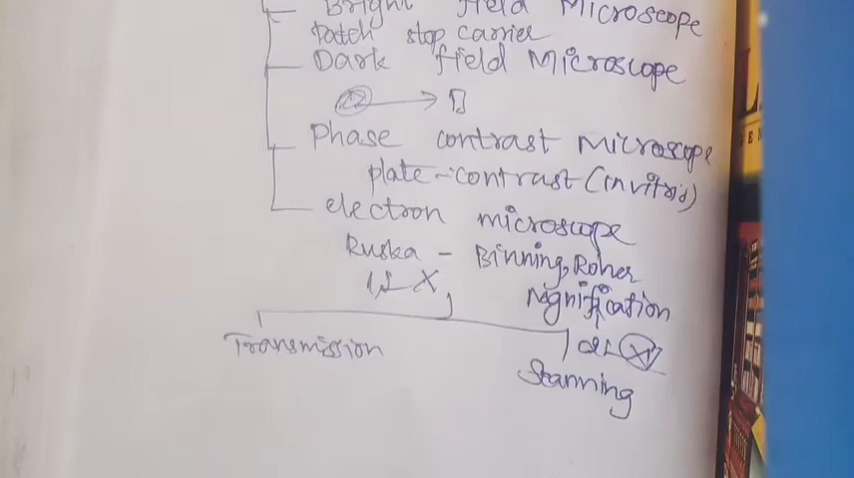 Bright field Microscope
Patch stop carrier
Dark field Microscope
Phase contrast Microscope
plate-contrast (invitro)
electron microscope
Ruska - Binning, Roher
Magnification
Transmission
Scanning